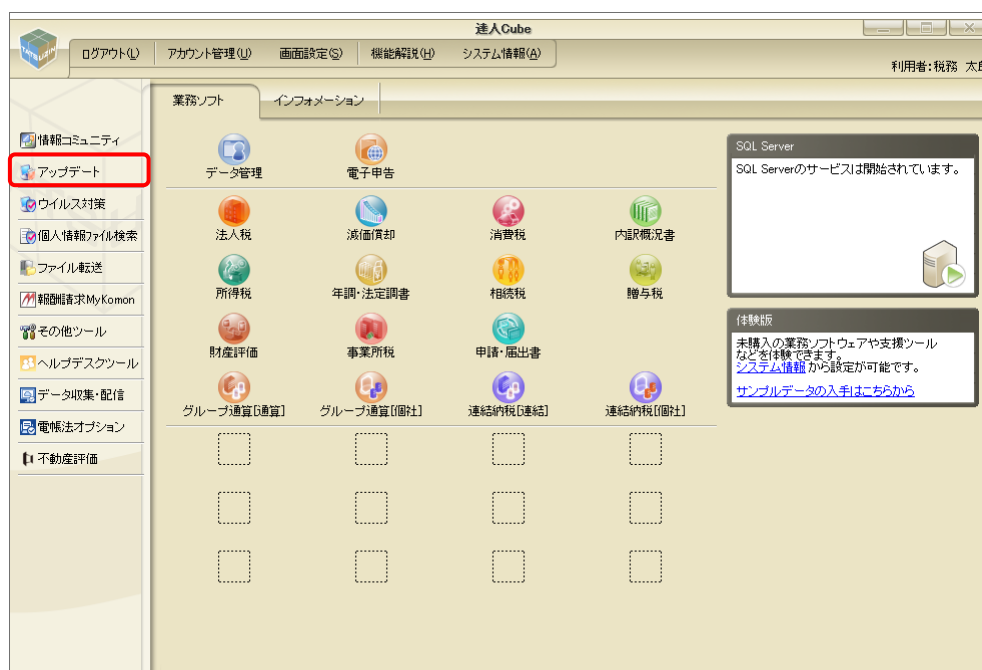 達人Cube
TATSUZIN
ログアウト(L)
アカウント管理(U)
画面設定(S)
機能解説(H)
システム情報(A)
利用者:税務 太郎
業務ソフト
インフォメーション
情報コミュニティ
アップデート
ウイルス対策
個人情報ファイル検索
ファイル転送
報酬請求MyKomon
その他ツール
ヘルプデスクツール
データ収集・配信
電帳法オプション
不動産評価
データ管理
電子申告
法人税
減価償却
消費税
内訳概況書
所得税
年調・法定調書
相続税
贈与税
財産評価
事業所税
申請・届出書
グループ通算[通算]
グループ通算[個社]
連結納税[連結]
連結納税[個社]
SQL Server
SQL Serverのサービスは開始されています。
体験版
未購入の業務ソフトウェアや支援ツール
などを体験できます。
システム情報 から設定が可能です。
サンプルデータの入手はこちらから